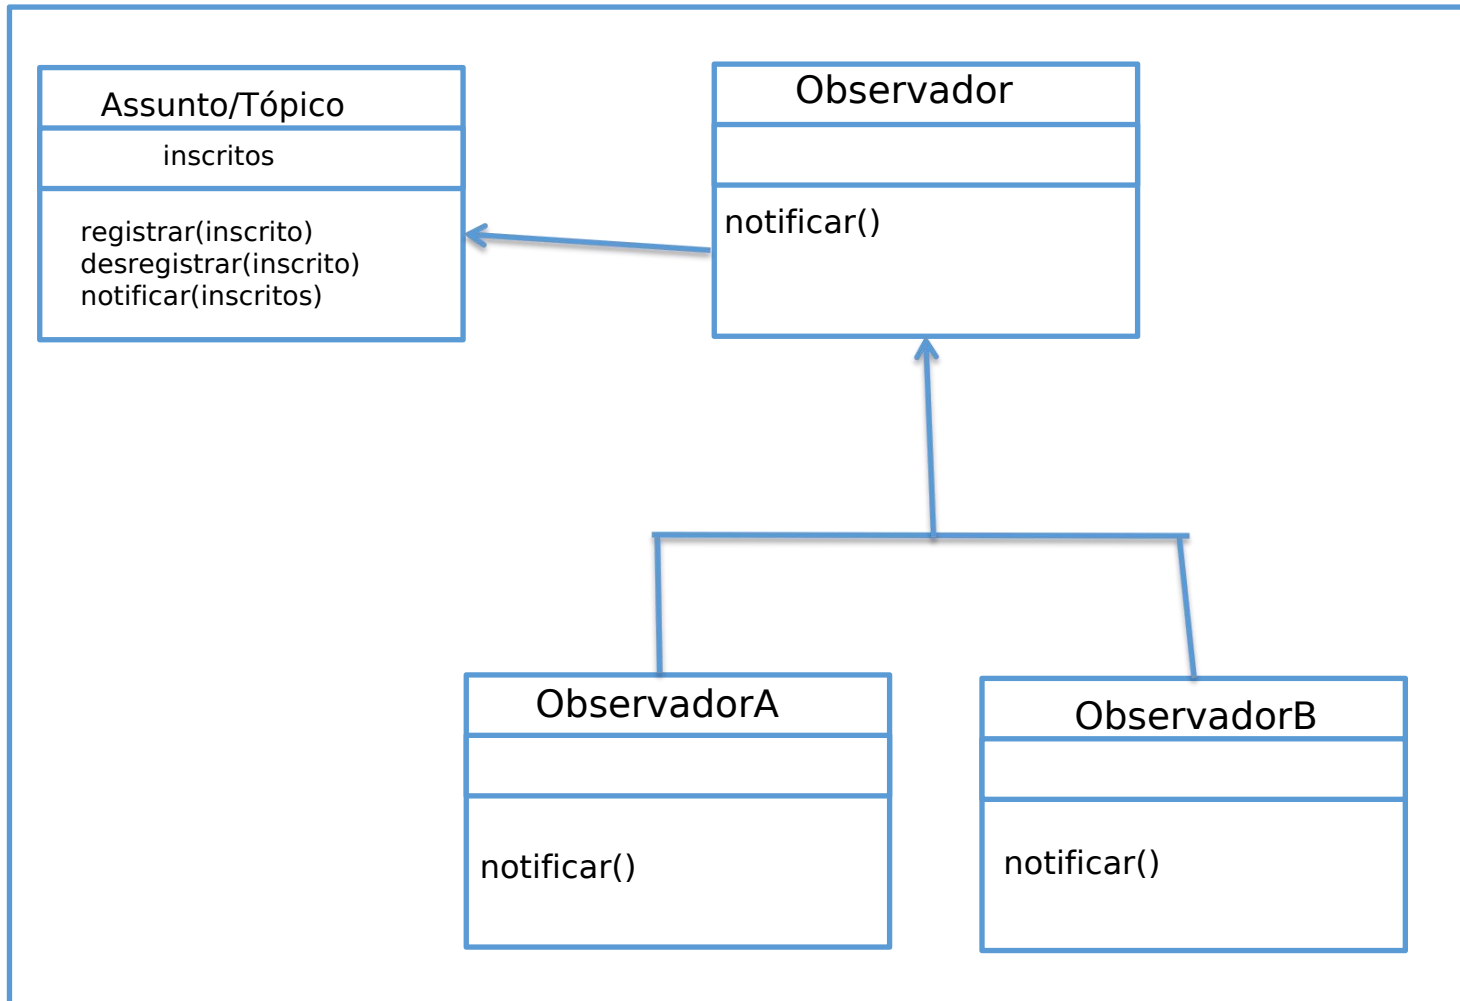 Assunto/Tópico
inscritos
registrar(inscrito)
desregistrar(inscrito)
notificar(inscritos)
Observador
notificar()
ObservadorA
notificar()
ObservadorB
notificar()